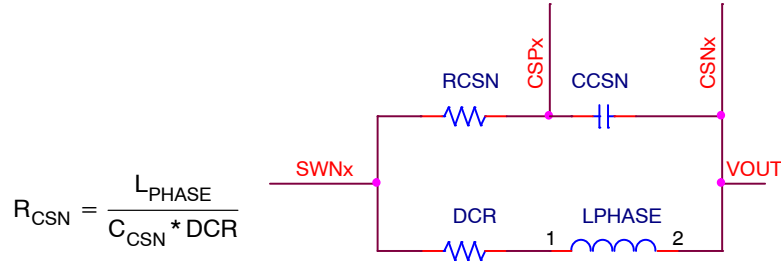 CSPx
CSNx
RCSN
CCSN
SWNx
VOUT
R_CSN = L_PHASE / (C_CSN * DCR)
DCR
LPHASE
1
2